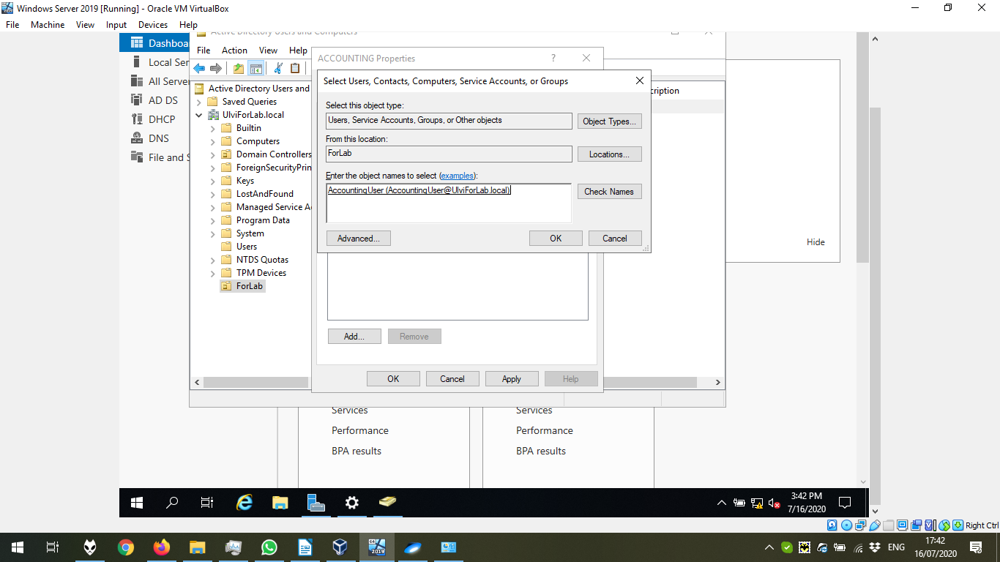 Windows Server 2019 [Running] - Oracle VM VirtualBox
File Machine View Input Devices Help
Active Directory Users and Computers
Dashboa
Local Ser
All Server
AD DS
DHCP
DNS
File and S
File Action View Help
Active Directory Users and
Saved Queries
UlviForLab.local
Builtin
Computers
Domain Controllers
ForeignSecurityPrin
Keys
LostAndFound
Managed Service A
Program Data
System
Users
NTDS Quotas
TPM Devices
ForLab
cription
ACCOUNTING Properties
?
Select Users, Contacts, Computers, Service Accounts, or Groups
Select this object type:
Users, Service Accounts, Groups, or Other objects
Object Types...
From this location:
ForLab
Locations...
Enter the object names to select (examples):
AccountingUser (AccountingUser@UlviForLab.local)
Check Names
Advanced...
OK
Cancel
Hide
Add...
Remove
OK
Cancel
Apply
Help
Services
Performance
BPA results
Services
Performance
BPA results
3:42 PM
7/16/2020
Right Ctrl
2019
ENG
17:42
16/07/2020